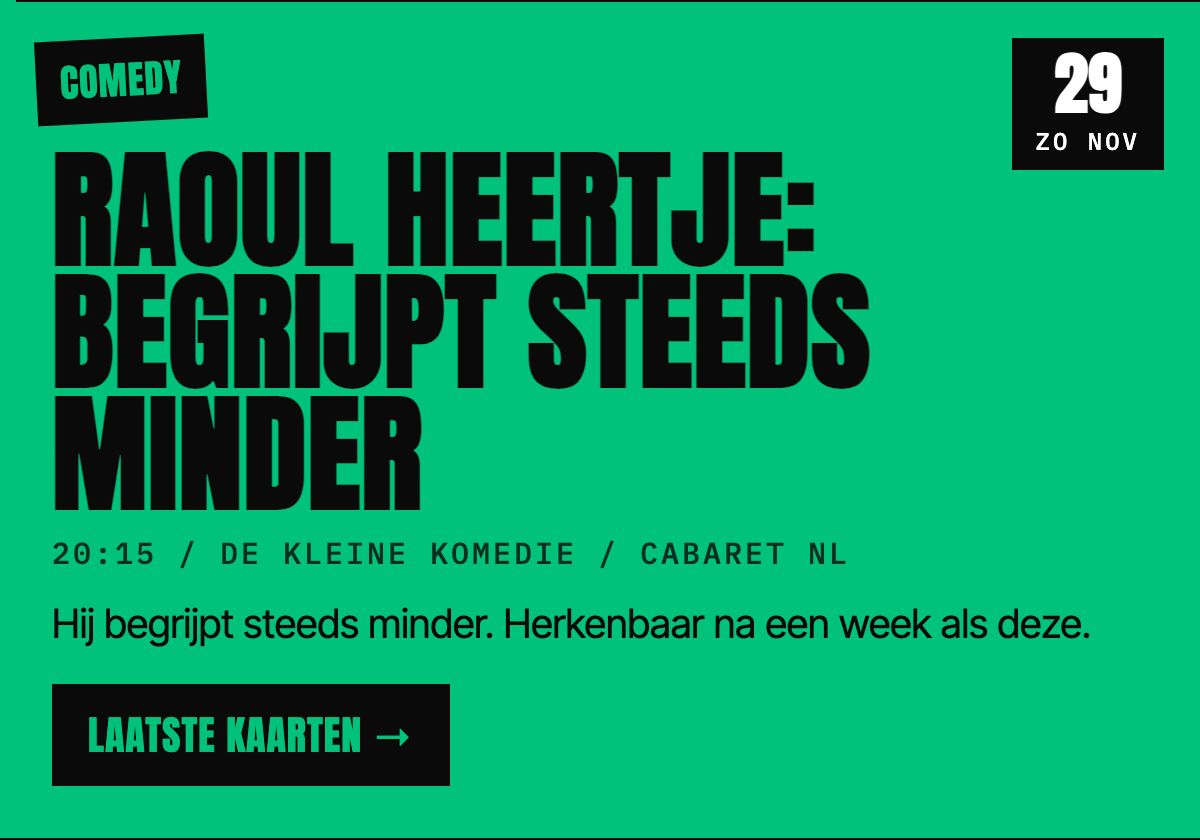 COMEDY
29
ZO NOV
RAOUL HEERTJE:
BEGRIJPT STEEDS
MINDER
20:15 / DE KLEINE KOMEDIE / CABARET NL
Hij begrijpt steeds minder. Herkenbaar na een week als deze.
LAATSTE KAARTEN →